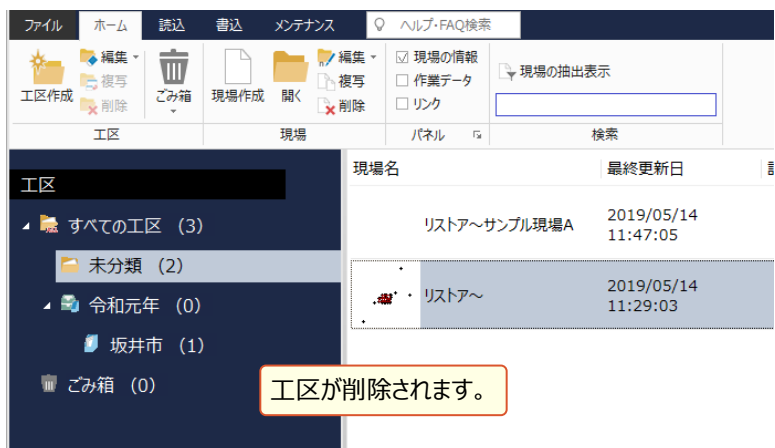 ファイル ホーム 読込 書込 メンテナンス ヘルプ・FAQ検索
工区作成 編集 複写 削除 ごみ箱 現場作成 開く 編集 複写 削除
現場の情報
作業データ
リンク
現場の抽出表示
工区 現場 パネル 検索
工区
すべての工区 (3)
未分類 (2)
令和元年 (0)
坂井市 (1)
ごみ箱 (0)
現場名 最終更新日
リストア～サンプル現場A 2019/05/14
11:47:05
リストア～ 2019/05/14
11:29:03
工区が削除されます。